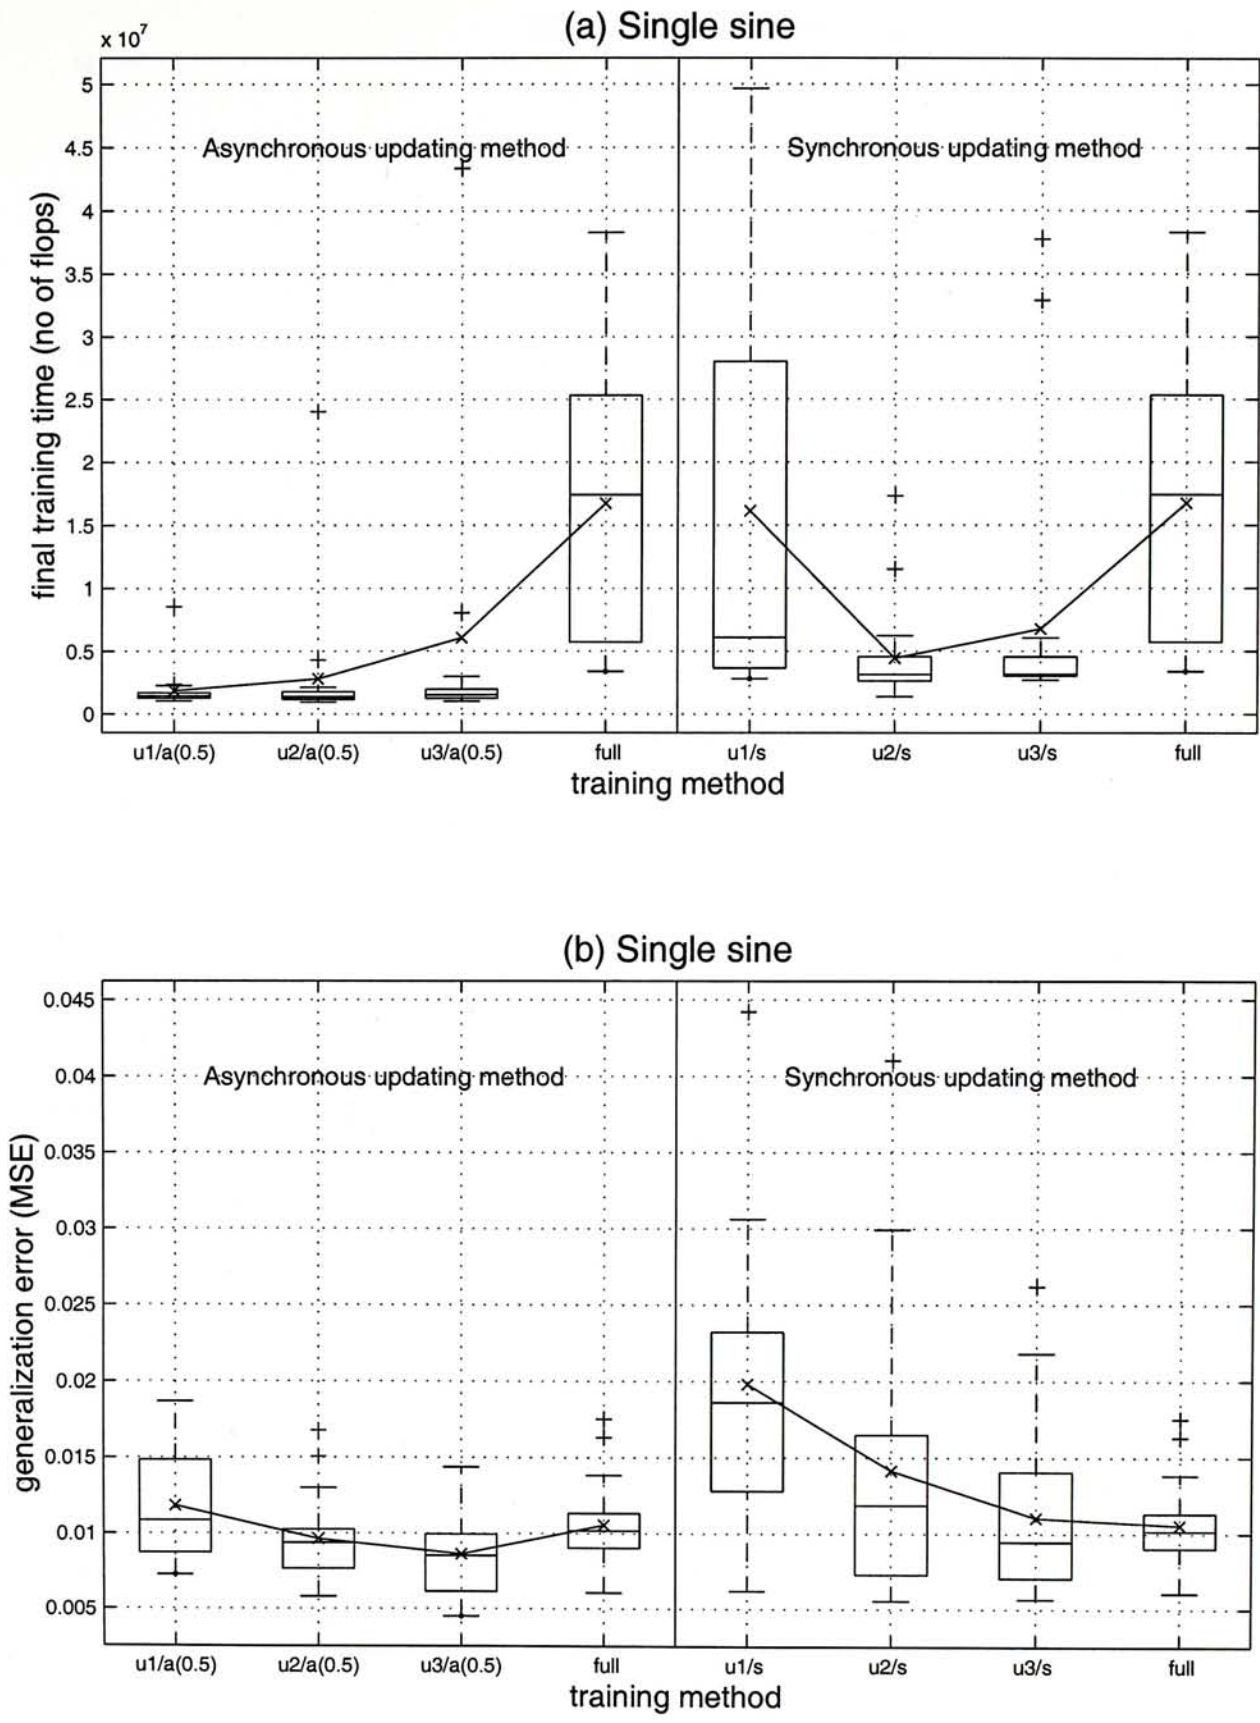 (a) Single sine
x 10^7
5
4.5
4
3.5
3
2.5
2
1.5
1
0.5
0
final training time (no of flops)
Asynchronous updating method
Synchronous updating method
u1/a(0.5) u2/a(0.5) u3/a(0.5) full u1/s u2/s u3/s full
training method
(b) Single sine
0.045
0.04
0.035
0.03
0.025
0.02
0.015
0.01
0.005
generalization error (MSE)
Asynchronous updating method
Synchronous updating method
u1/a(0.5) u2/a(0.5) u3/a(0.5) full u1/s u2/s u3/s full
training method